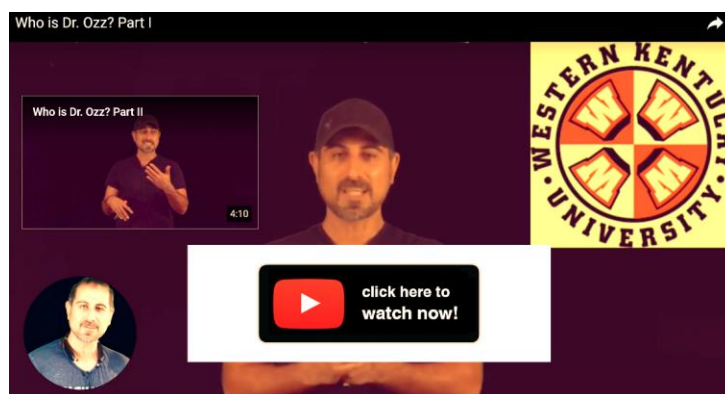 Who is Dr. Ozz? Part I
Who is Dr. Ozz? Part II
4:10
WESTERN KENTUCKY
UNIVERSITY
click here to
watch now!